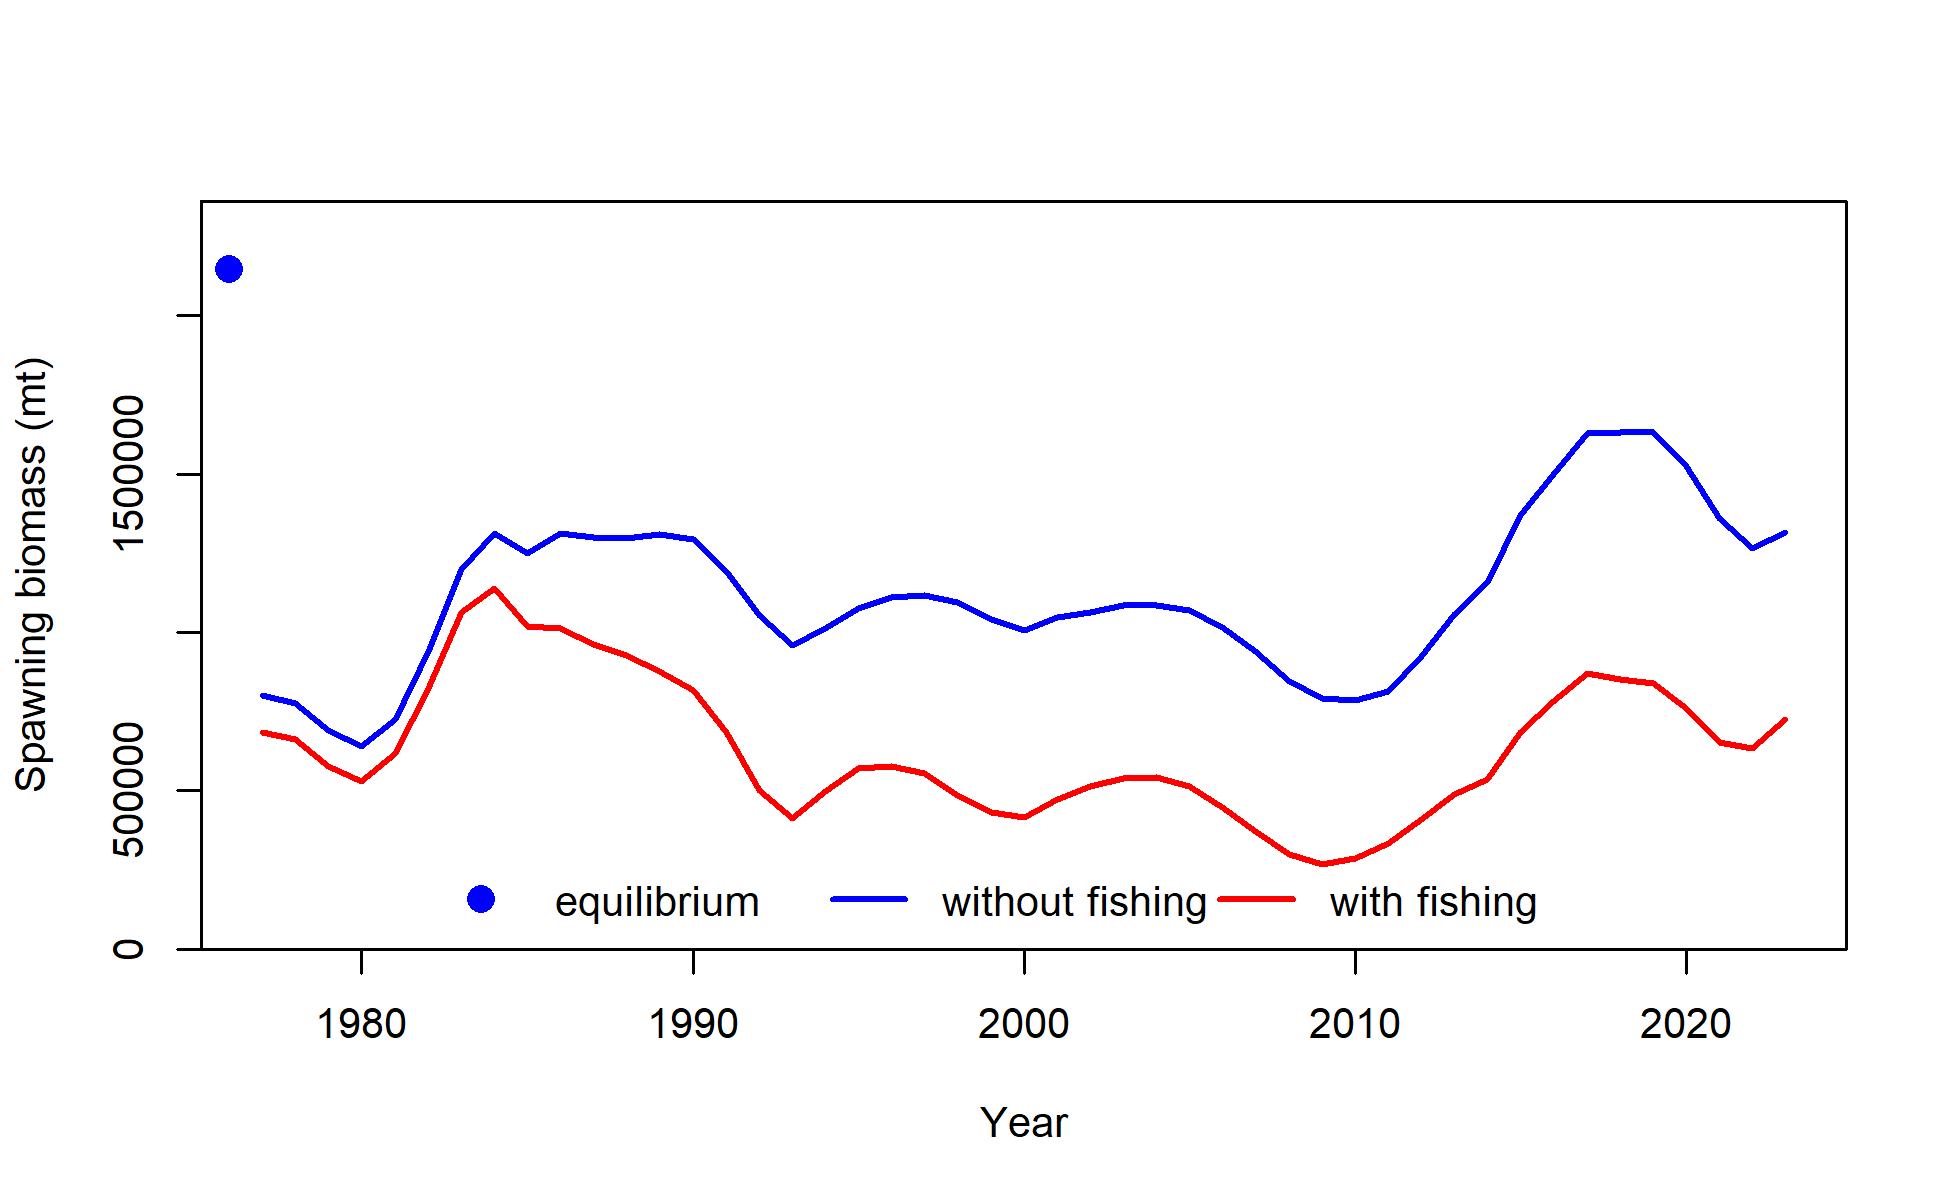 Spawning biomass (mt)
1500000
500000
0
equilibrium without fishing with fishing
1980 1990 2000 2010 2020
Year